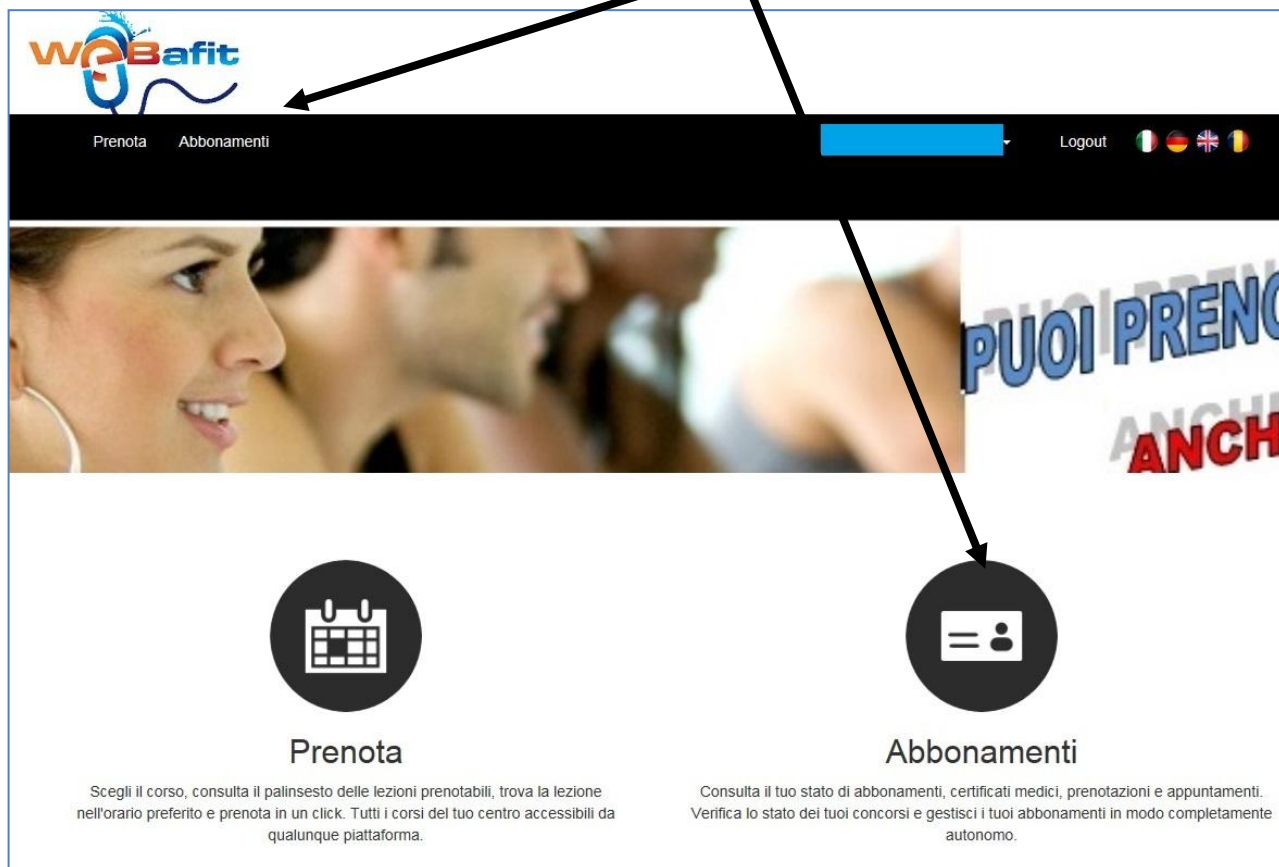 WeBafit
Prenota Abbonamenti Logout
PUOI PRENO
ANCH
Prenota
Scegli il corso, consulta il palinsesto delle lezioni prenotabili, trova la lezione
nell'orario preferito e prenota in un click. Tutti i corsi del tuo centro accessibili da
qualunque piattaforma.
Abbonamenti
Consulta il tuo stato di abbonamenti, certificati medici, prenotazioni e appuntamenti.
Verifica lo stato dei tuoi concorsi e gestisci i tuoi abbonamenti in modo completamente
autonomo.